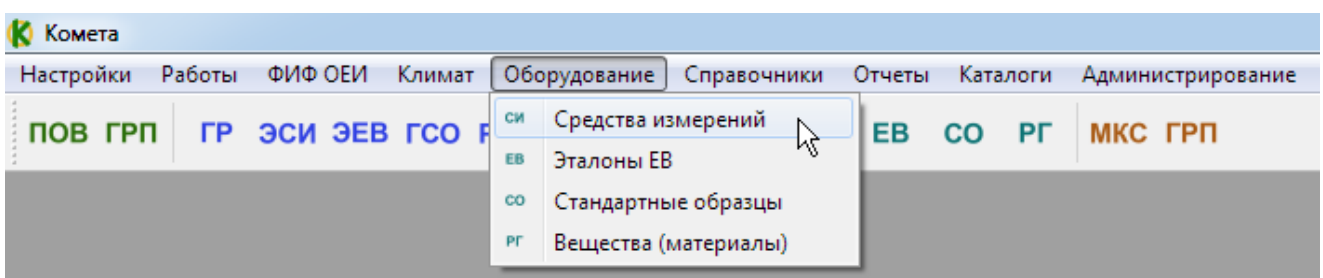 Комета
Настройки Работы ФИФ ОЕИ Климат Оборудование Справочники Отчеты Каталоги Администрирование
ПОВ ГРП ГР ЭСИ ЭЕВ ГСО ЕВ СО РГ МКС ГРП
СИ Средства измерений
ЕВ Эталоны ЕВ
СО Стандартные образцы
РГ Вещества (материалы)